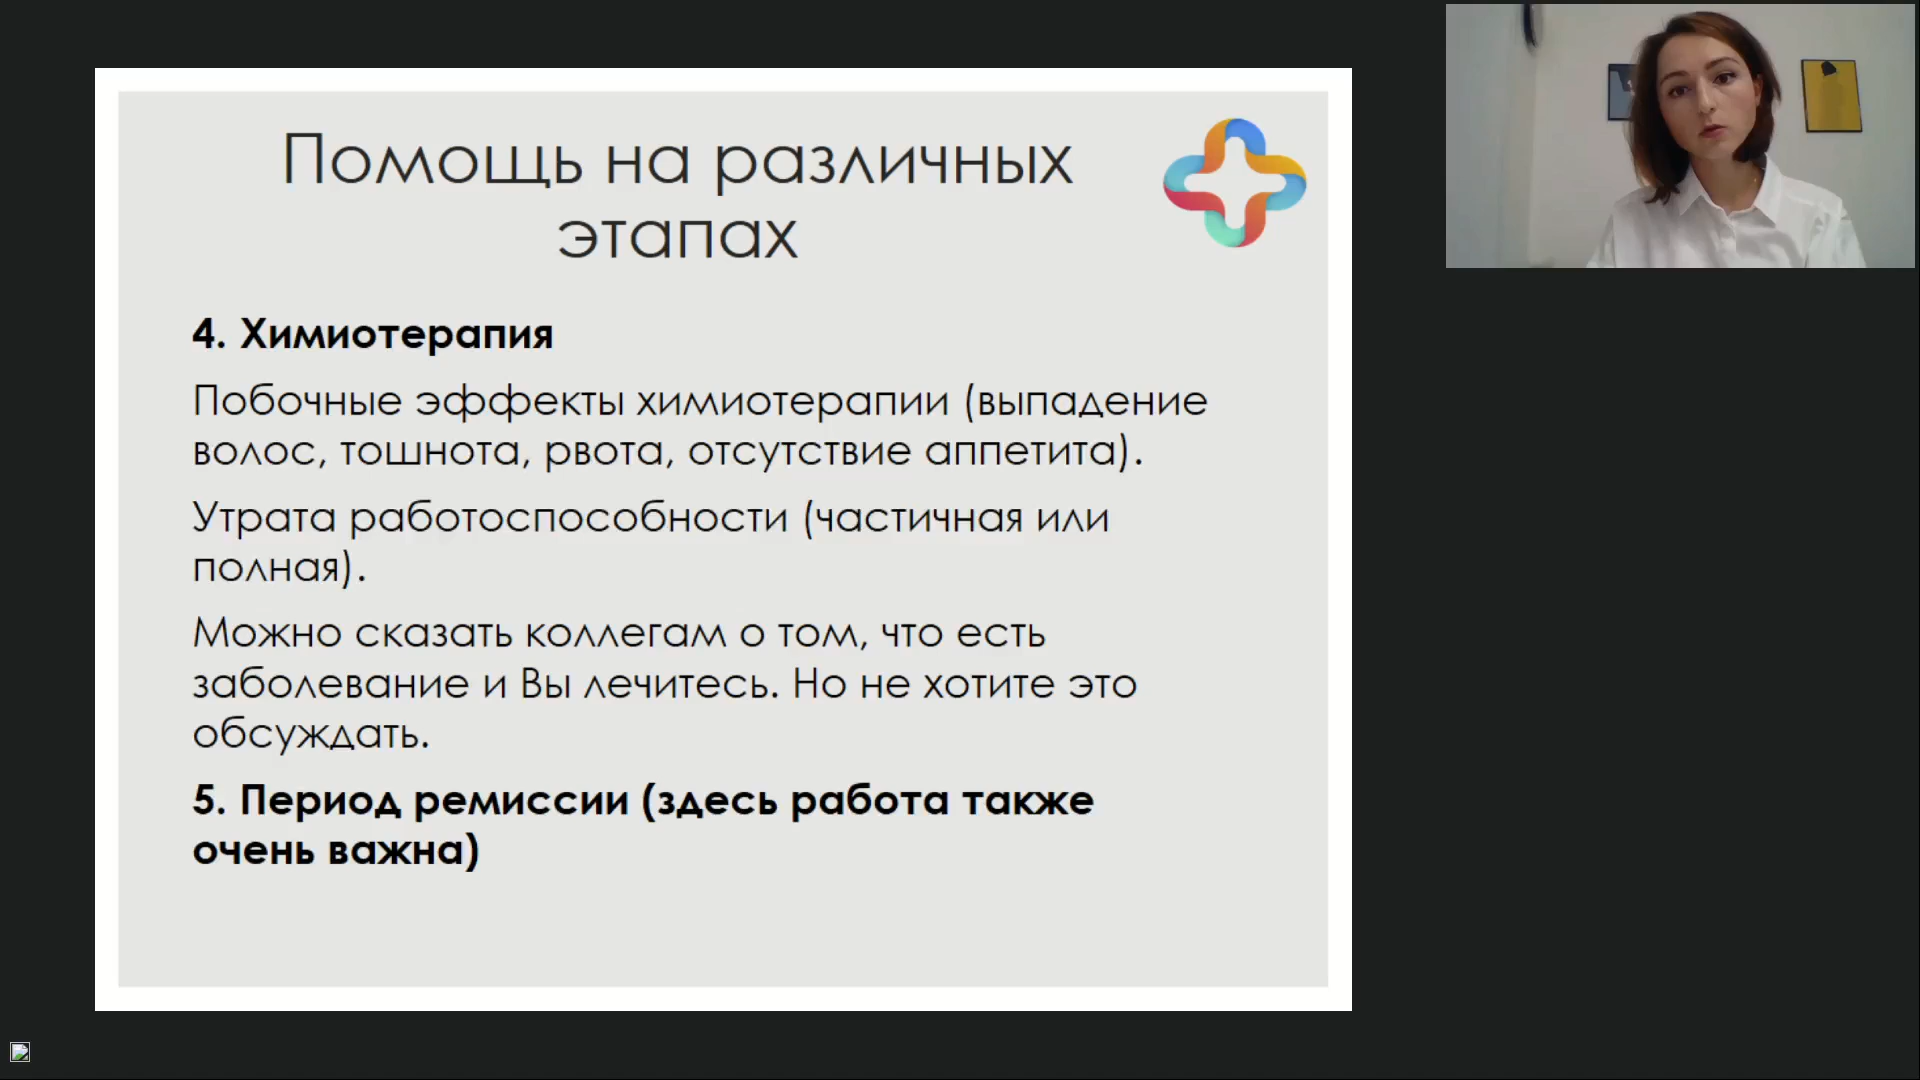 Помощь на различных
этапах
4. Химиотерапия
Побочные эффекты химиотерапии (выпадение
волос, тошнота, рвота, отсутствие аппетита).
Утрата работоспособности (частичная или
полная).
Можно сказать коллегам о том, что есть
заболевание и Вы лечитесь. Но не хотите это
обсуждать.
5. Период ремиссии (здесь работа также
очень важна)